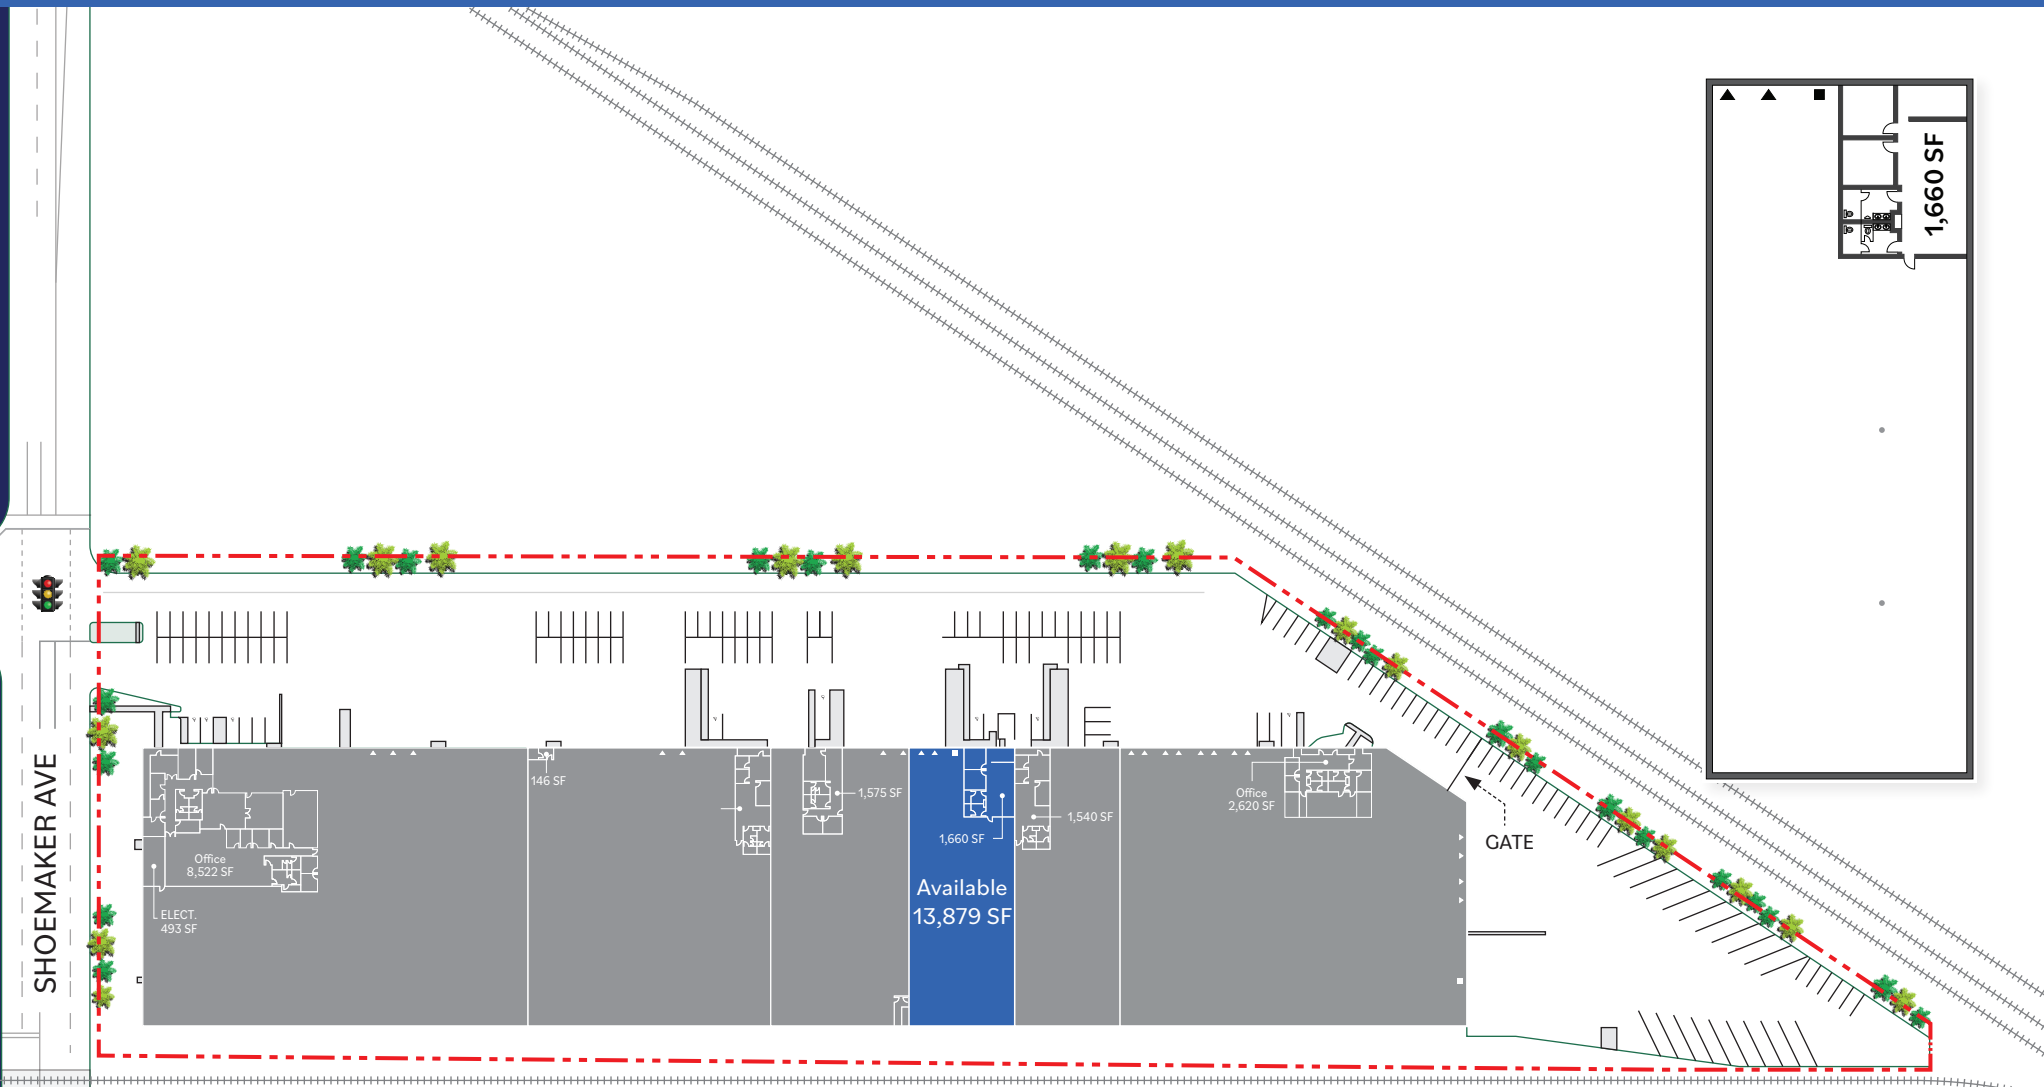 1,660 SF
SHOEMAKER AVE
Office
8,522 SF
ELECT.
493 SF
146 SF
1,575 SF
1,660 SF
Available
13,879 SF
1,540 SF
Office
2,620 SF
GATE